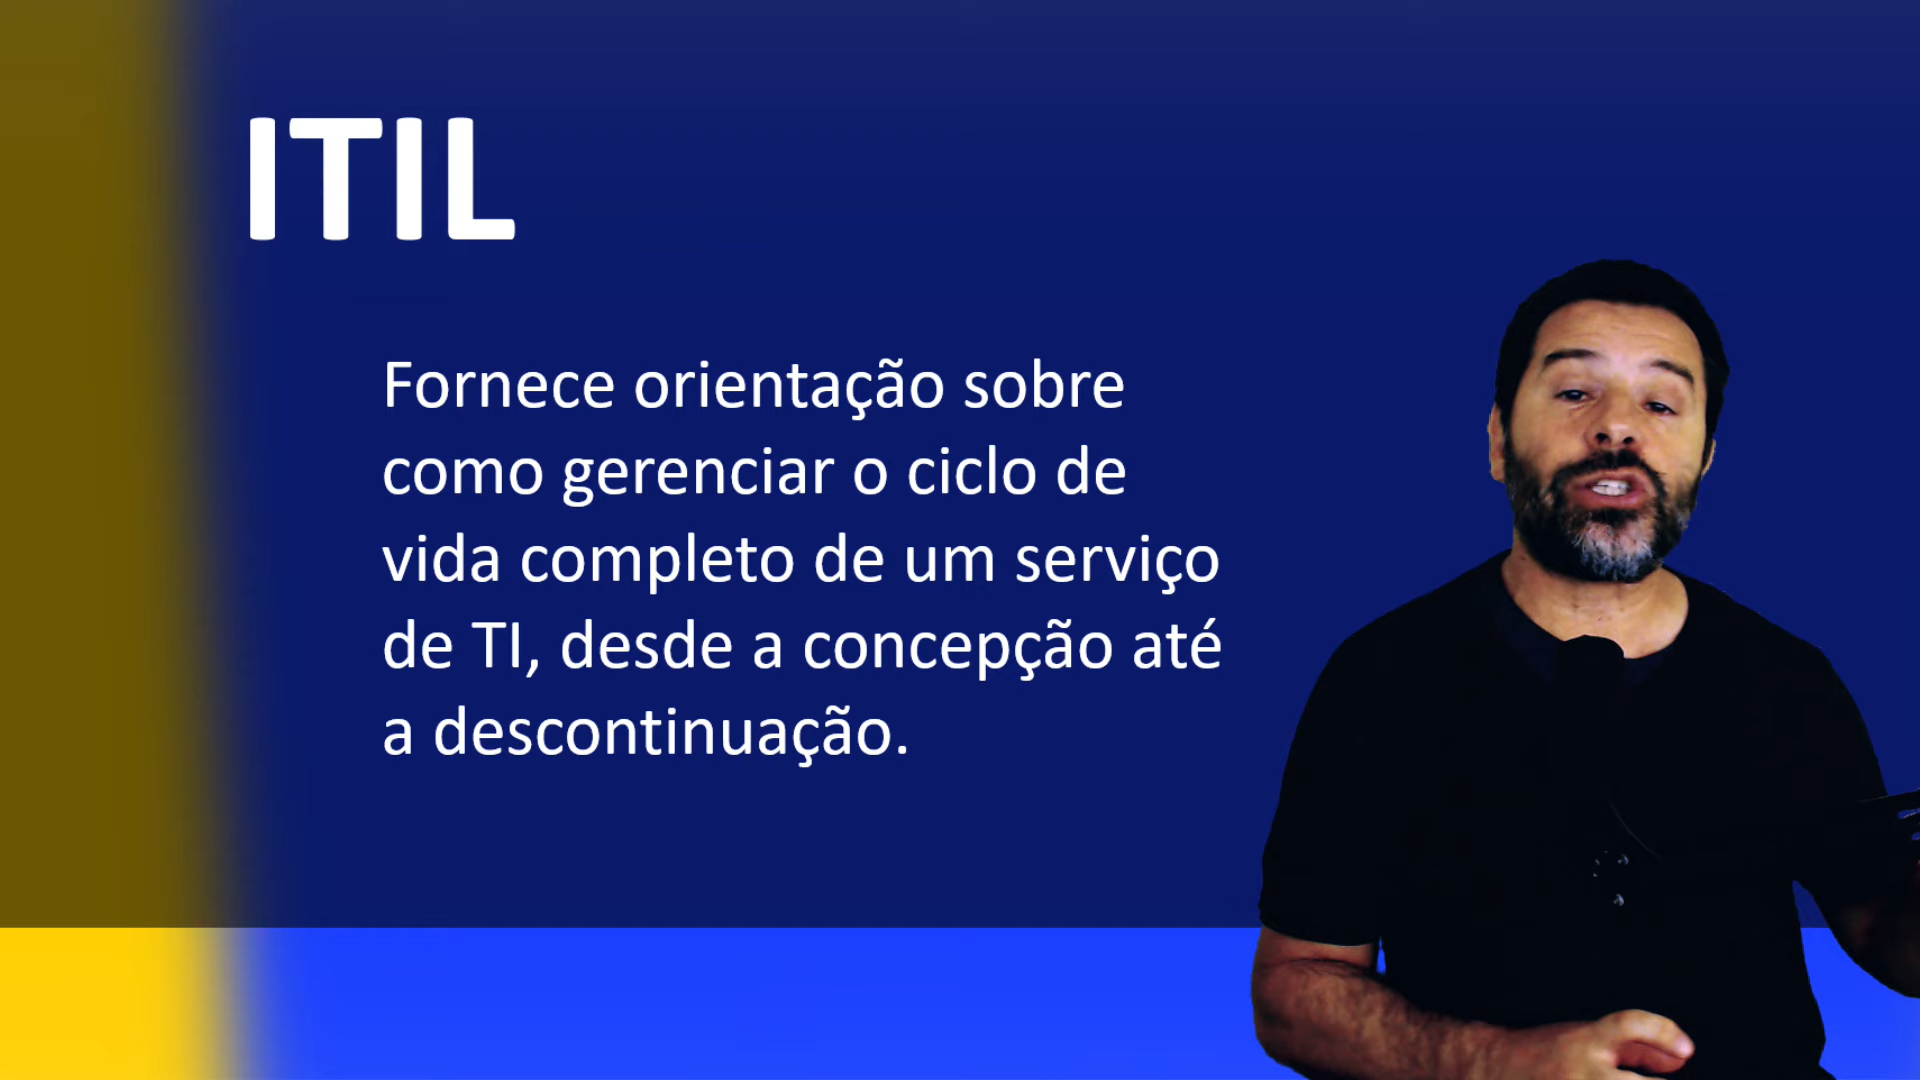 ITIL
Fornece orientação sobre
como gerenciar o ciclo de
vida completo de um serviço
de TI, desde a concepção até
a descontinuação.